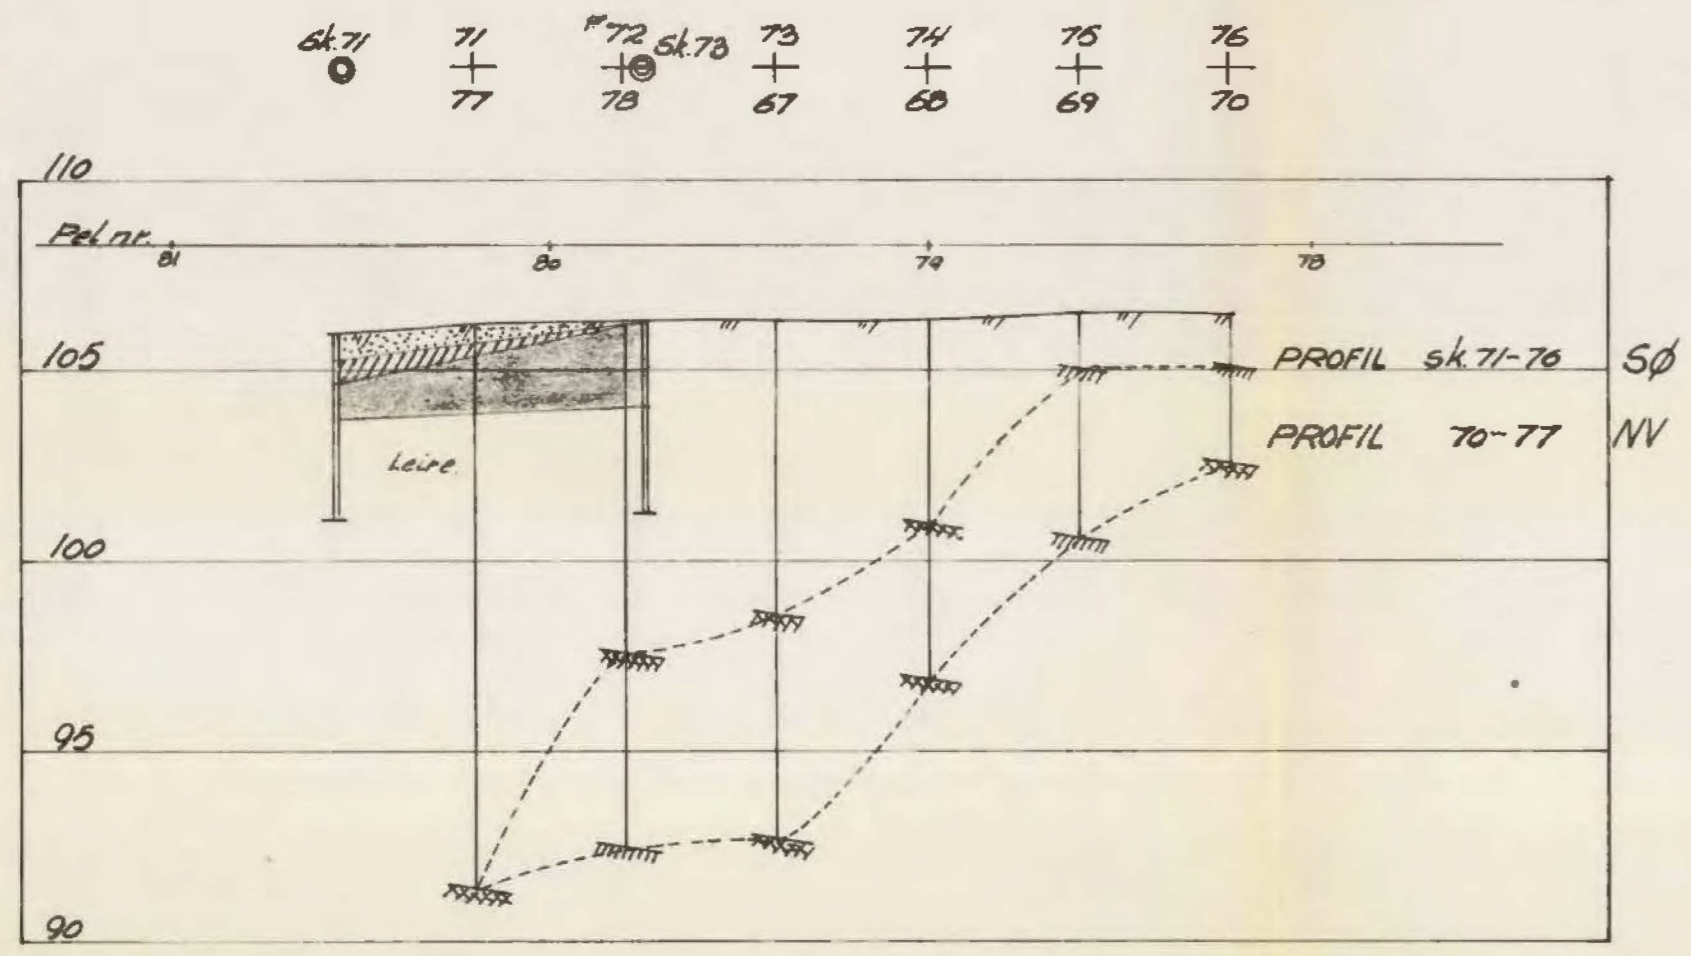 Sk.71 71 72 Sk.73 73 74 75 76
77 78 67 68 69 70
110
Pel nr.
81 80 79 78
105
PROFIL sk. 71-76 SØ
PROFIL 70-77 NV
Leire.
100
95
90